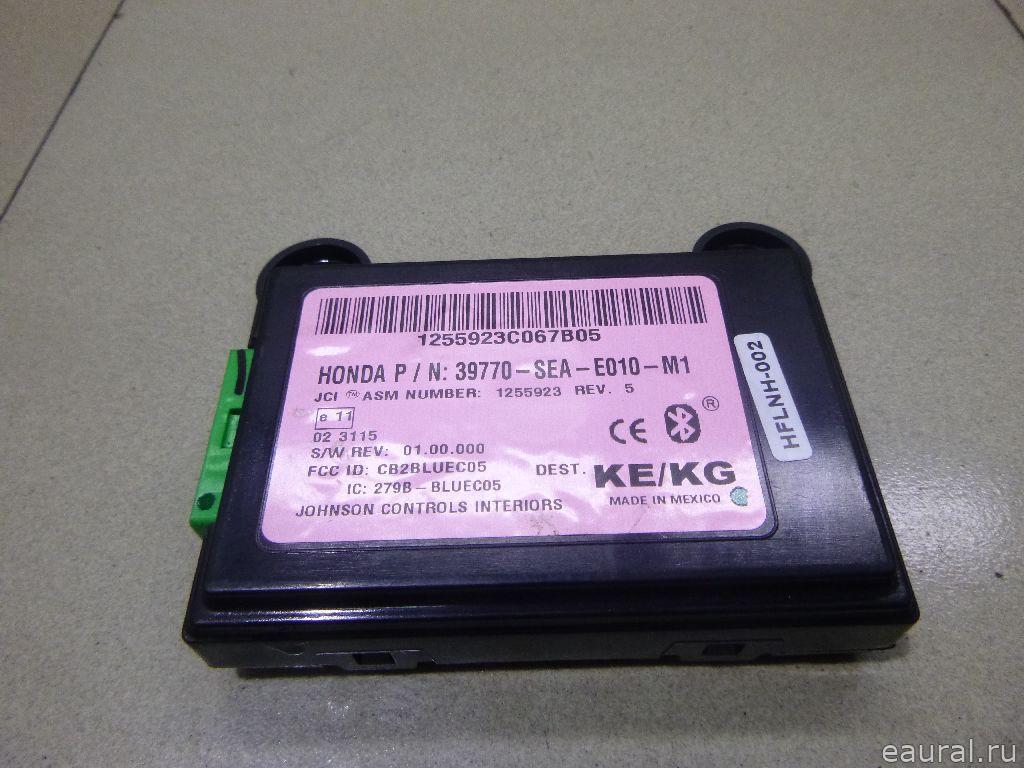 1255923C067B05
HONDA P / N: 39770-SEA-E010-M1
JCI ™ ASM NUMBER: 1255923 REV. 5
e 11
02 3115
S/W REV: 01.00.000
FCC ID: CB2BLUEC05
IC: 279B-BLUEC05
JOHNSON CONTROLS INTERIORS
CE ®
DEST. KE/KG
MADE IN MEXICO
HFLNH-002
eaural.ru